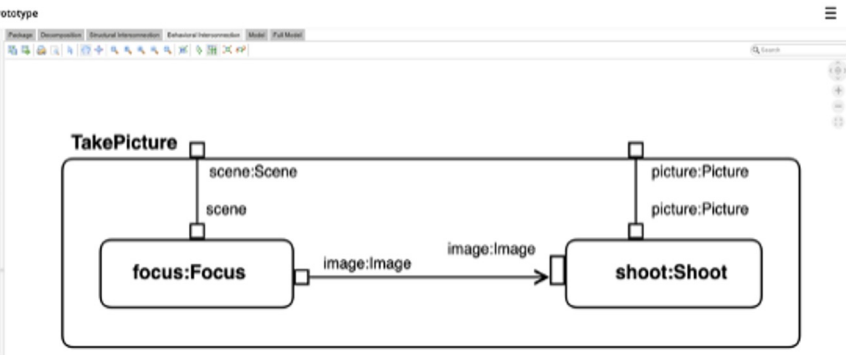 ototype
Package Decomposition Structural Interconnection Behavioral Interconnection Model Full Model
Search
TakePicture
scene:Scene
picture:Picture
scene
picture:Picture
image:Image
image:Image
focus:Focus
shoot:Shoot